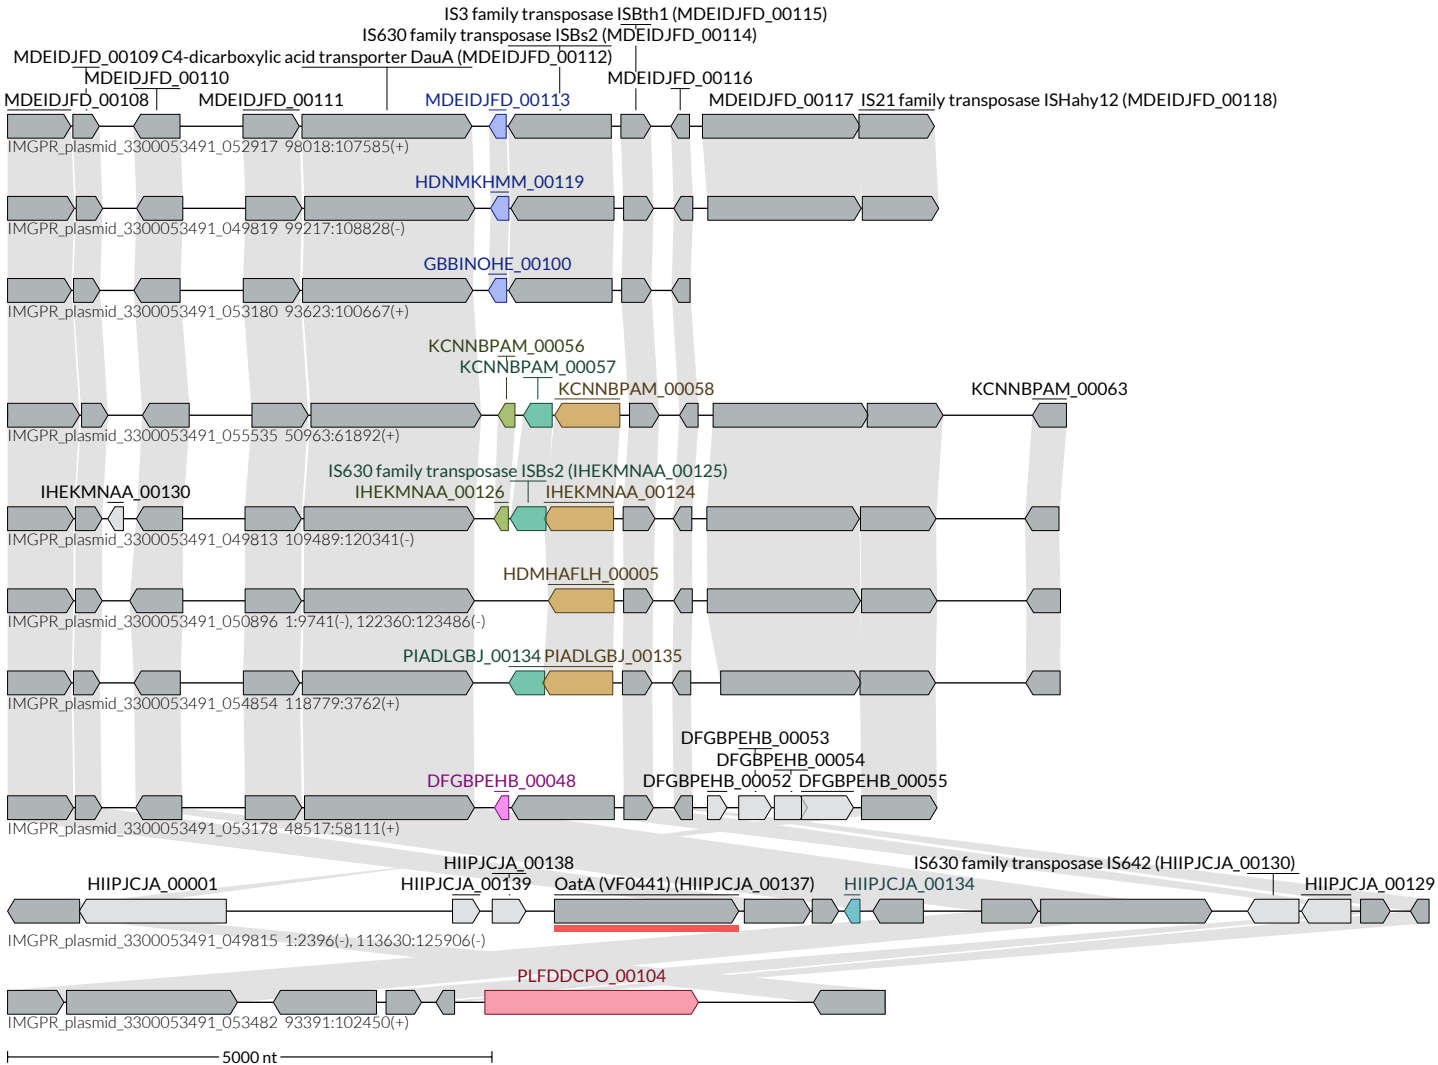 IS3 family transposase ISBth1 (MDEIDJFD_00115)
IS630 family transposase ISBs2 (MDEIDJFD_00114)
MDEIDJFD_00109 C4-dicarboxylic acid transporter DauA (MDEIDJFD_00112)
MDEIDJFD_00110 MDEIDJFD_00116
MDEIDJFD_00108 MDEIDJFD_00111 MDEIDJFD_00113 MDEIDJFD_00117 IS21 family transposase ISHahy12 (MDEIDJFD_00118)
IMGPR_plasmid_3300053491_052917 98018:107585(+)
HDNMKHMM_00119
IMGPR_plasmid_3300053491_049819 99217:108828(-)
GBBINOHE_00100
IMGPR_plasmid_3300053491_053180 93623:100667(+)
KCNNBPAM_00056
KCNNBPAM_00057
KCNNBPAM_00058 KCNNBPAM_00063
IMGPR_plasmid_3300053491_055535 50963:61892(+)
IS630 family transposase ISBs2 (IHEKMNAA_00125)
IHEKMNAA_00130 IHEKMNAA_00126 IHEKMNAA_00124
IMGPR_plasmid_3300053491_049813 109489:120341(-)
HDMHAFLH_00005
IMGPR_plasmid_3300053491_050896 1:9741(-), 122360:123486(-)
PIADLGBJ_00134 PIADLGBJ_00135
IMGPR_plasmid_3300053491_054854 118779:3762(+)
DFGBPEHB_00053
DFGBPEHB_00054
DFGBPEHB_00048 DFGBPEHB_00052 DFGBPEHB_00055
IMGPR_plasmid_3300053491_053178 48517:58111(+)
HIIPJCJA_00138 IS630 family transposase IS642 (HIIPJCJA_00130)
HIIPJCJA_00001 HIIPJCJA_00139 OatA (VF0441) (HIIPJCJA_00137) HIIPJCJA_00134 HIIPJCJA_00129
IMGPR_plasmid_3300053491_049815 1:2396(-), 113630:125906(-)
PLFDDCPO_00104
IMGPR_plasmid_3300053491_053482 93391:102450(+)
5000 nt